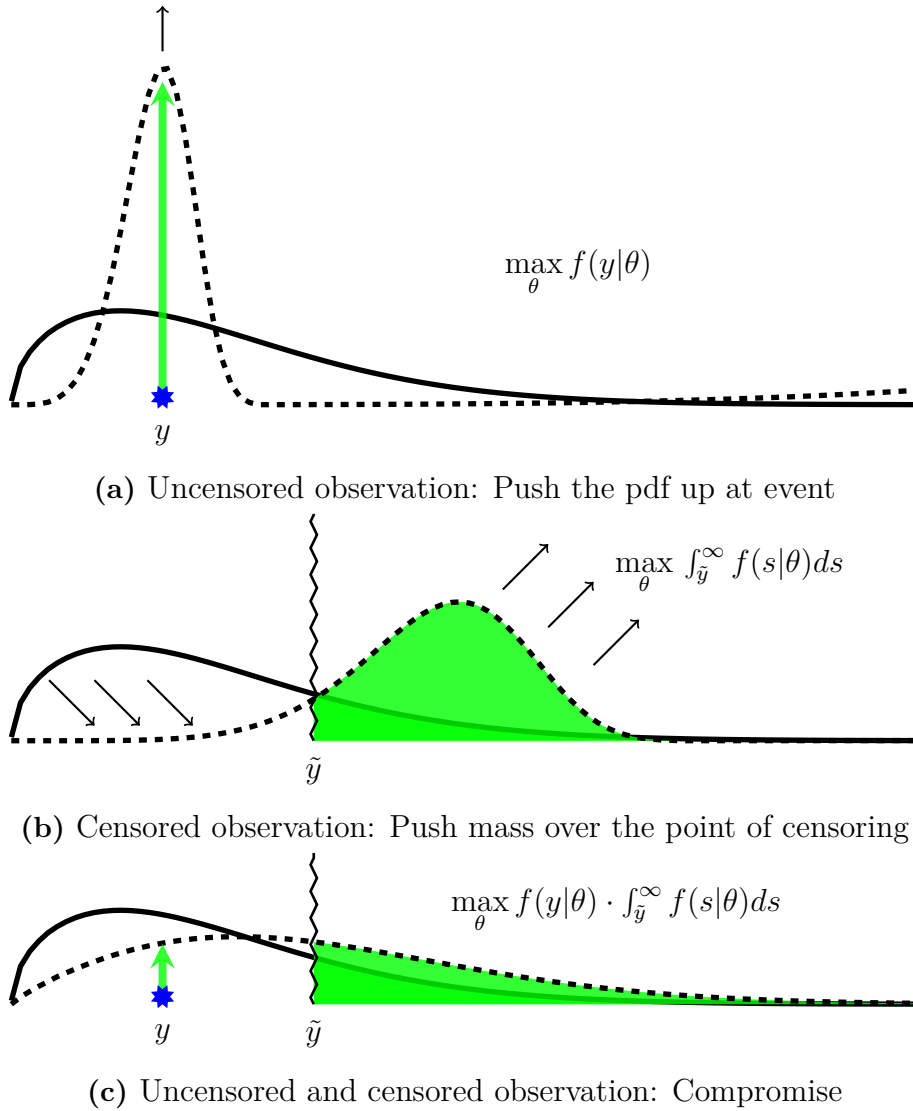 max_θ f(y|θ)
y
(a) Uncensored observation: Push the pdf up at event
max_θ ∫_ỹ^∞ f(s|θ)ds
ỹ
(b) Censored observation: Push mass over the point of censoring
max_θ f(y|θ) · ∫_ỹ^∞ f(s|θ)ds
y ỹ
(c) Uncensored and censored observation: Compromise